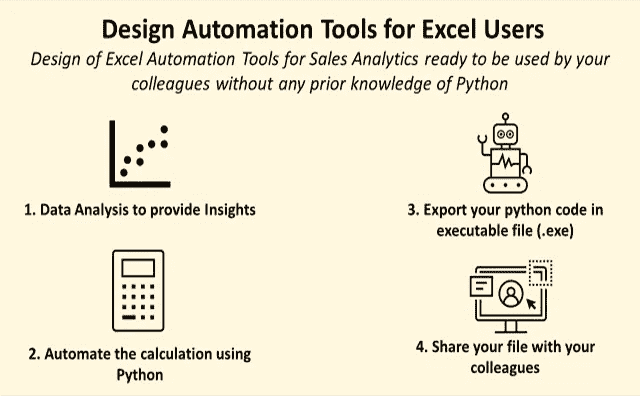 Design Automation Tools for Excel Users
Design of Excel Automation Tools for Sales Analytics ready to be used by your
colleagues without any prior knowledge of Python
1. Data Analysis to provide Insights
2. Automate the calculation using
Python
3. Export your python code in
executable file (.exe)
4. Share your file with your
colleagues